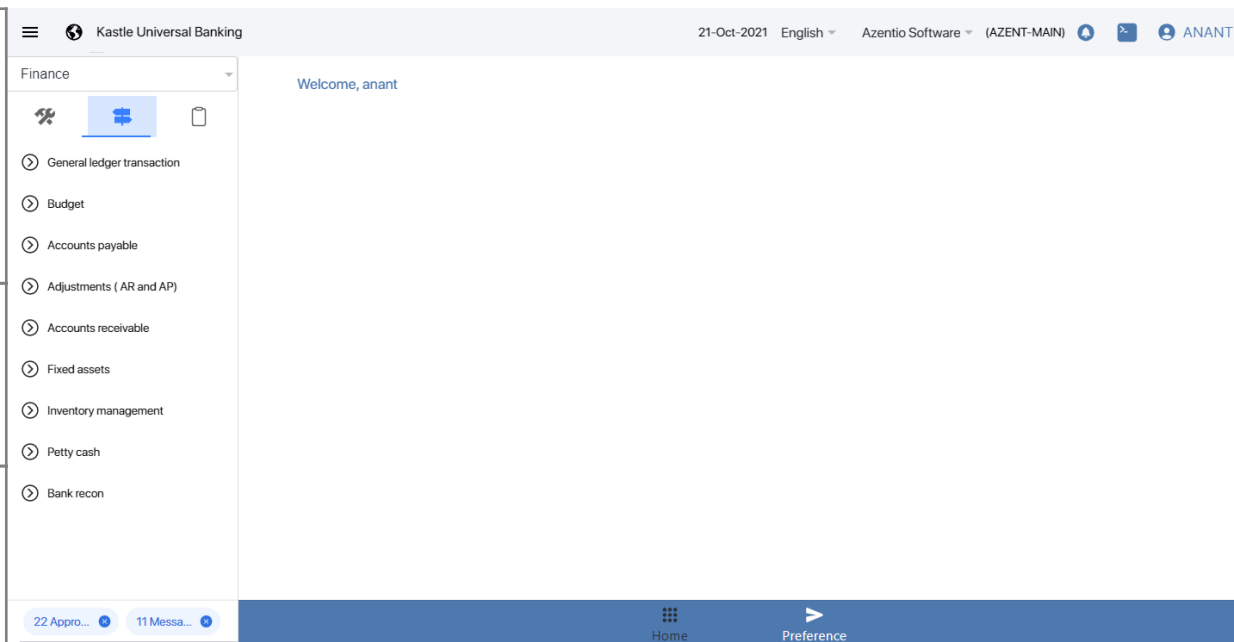 Kastle Universal Banking
21-Oct-2021 English Azentio Software (AZENT-MAIN) ANANT
Finance
Welcome, anant
General ledger transaction
Budget
Accounts payable
Adjustments ( AR and AP)
Accounts receivable
Fixed assets
Inventory management
Petty cash
Bank recon
22 Appro... 11 Messa...
Home Preference